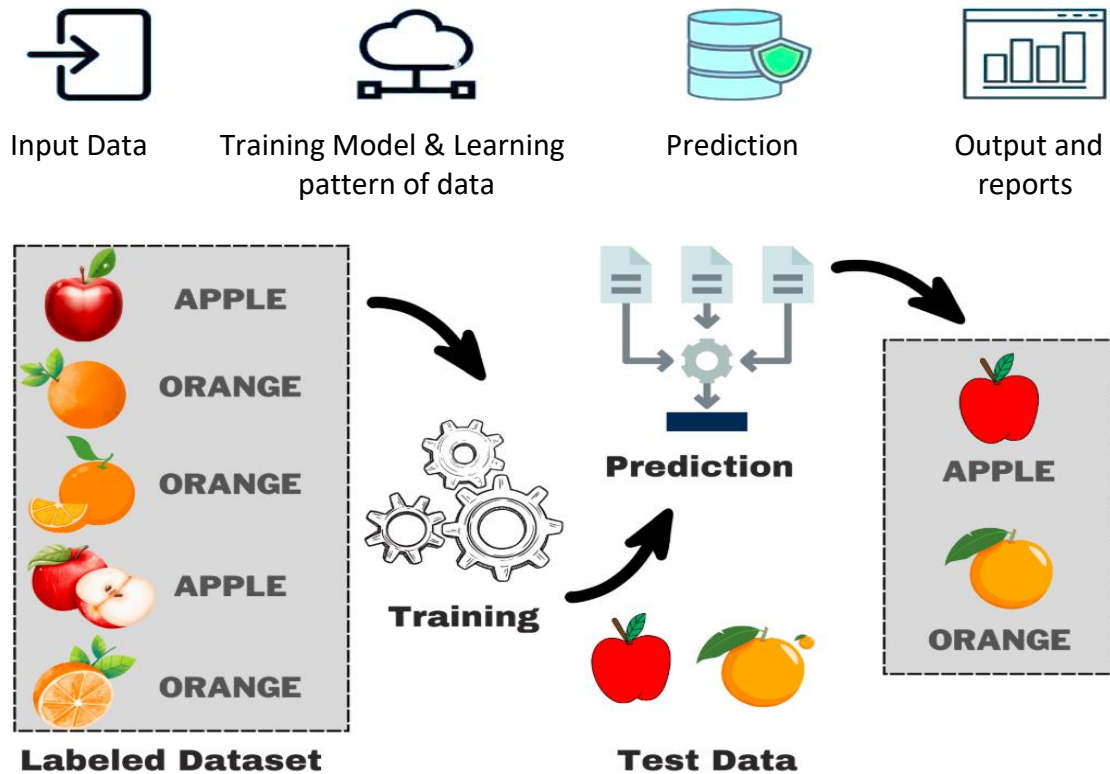 Input Data
Training Model & Learning
pattern of data
Prediction
Output and
reports
APPLE
ORANGE
ORANGE
APPLE
ORANGE
Labeled Dataset
Training
Prediction
Test Data
APPLE
ORANGE